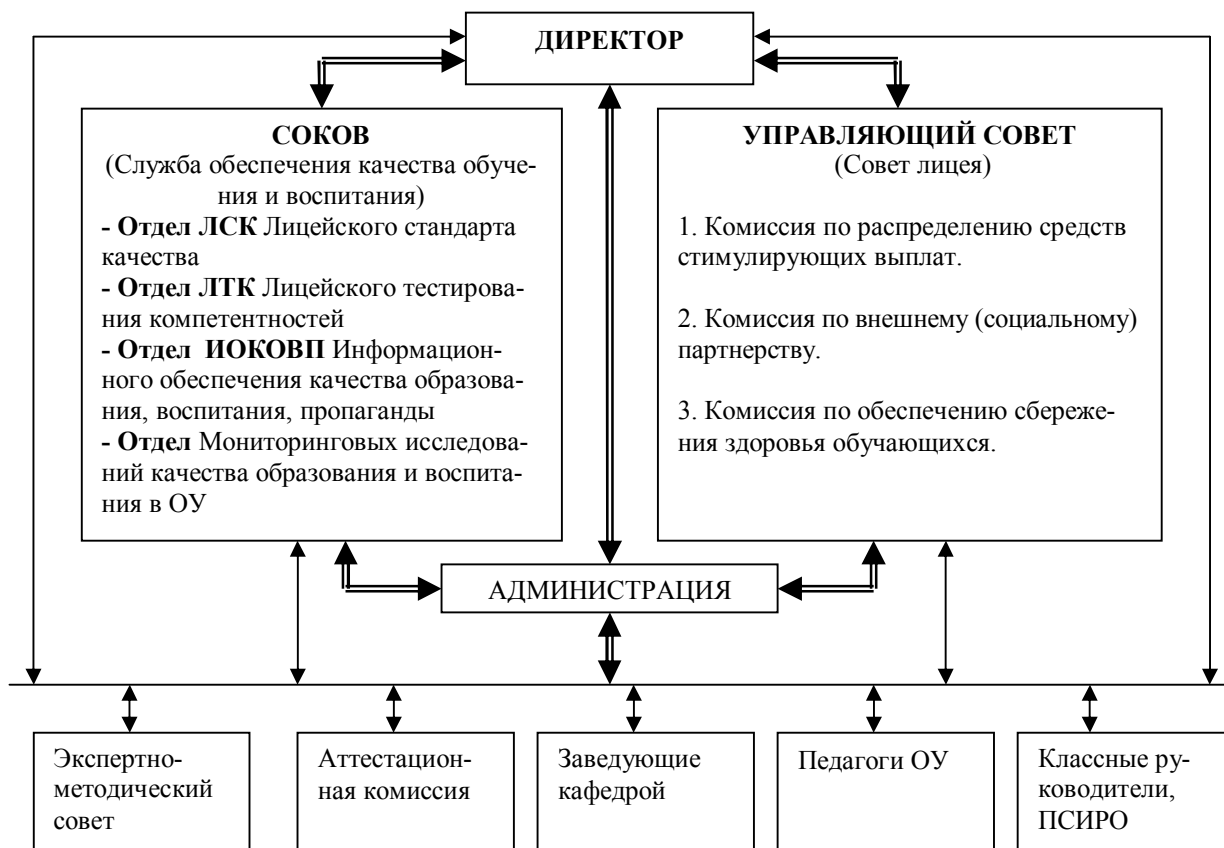 ДИРЕКТОР
СОКОВ
(Служба обеспечения качества обуче-
ния и воспитания)
- Отдел ЛСК Лицейского стандарта
качества
- Отдел ЛТК Лицейского тестирова-
ния компетентностей
- Отдел ИОКОВП Информацион-
ного обеспечения качества образова-
ния, воспитания, пропаганды
- Отдел Мониторинговых исследова-
ний качества образования и воспита-
ния в ОУ
УПРАВЛЯЮЩИЙ СОВЕТ
(Совет лицея)
1. Комиссия по распределению средств
стимулирующих выплат.
2. Комиссия по внешнему (социальному)
партнерству.
3. Комиссия по обеспечению сбереже-
ния здоровья обучающихся.
АДМИНИСТРАЦИЯ
Экспертно-
методический
совет
Аттестацион-
ная комиссия
Заведующие
кафедрой
Педагоги ОУ
Классные ру-
ководители,
ПСИРО